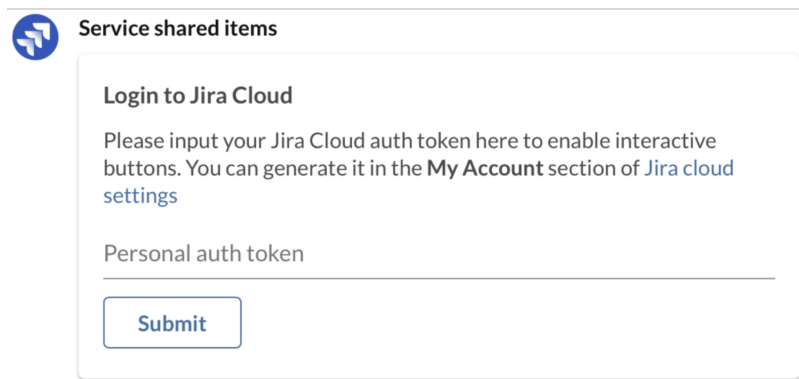 Service shared items
Login to Jira Cloud
Please input your Jira Cloud auth token here to enable interactive
buttons. You can generate it in the My Account section of Jira cloud
settings
Personal auth token
Submit